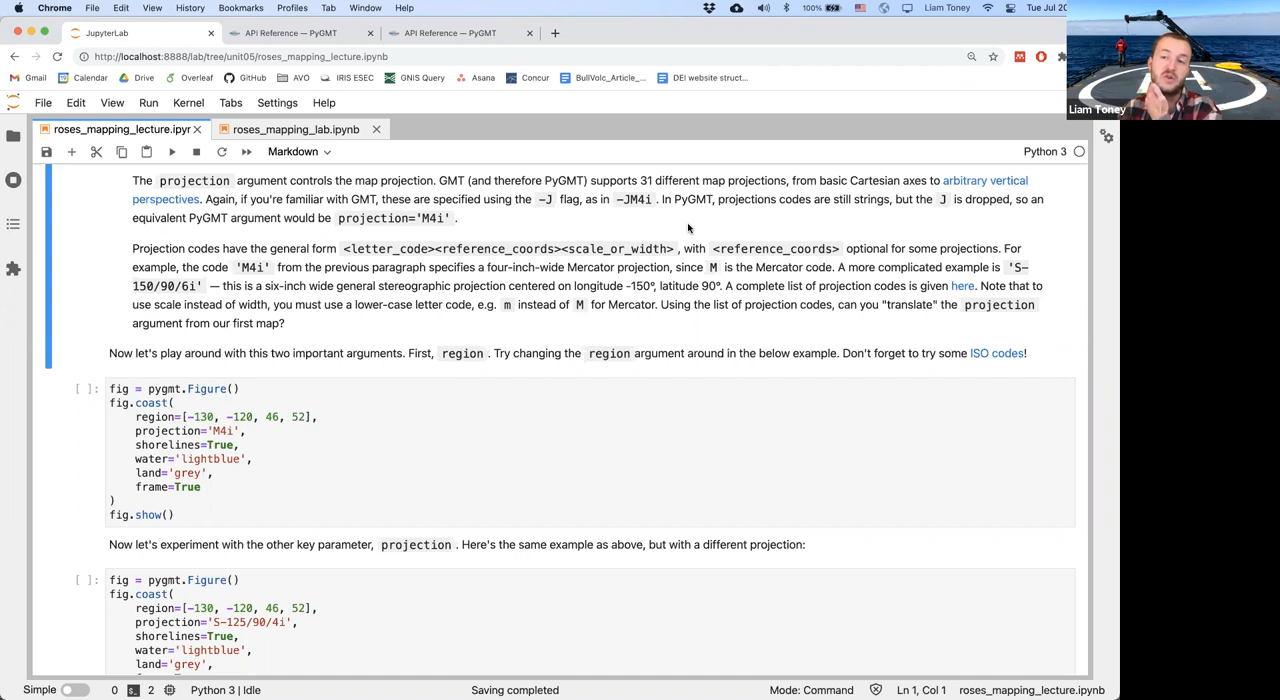 Chrome File Edit View History Bookmarks Profiles Tab Window Help 100% Liam Toney Tue Jul 20
JupyterLab API Reference — PyGMT API Reference — PyGMT
http://localhost:8888/lab/tree/unit05/roses_mapping_lecture.ipynb
Gmail Calendar Drive Overleaf GitHub AVO IRIS ESEC GNIS Query Asana Concur BullVolc_Article_... DEI website struct...
File Edit View Run Kernel Tabs Settings Help
Liam Toney
roses_mapping_lecture.ipyr roses_mapping_lab.ipynb
Markdown Python 3
The projection argument controls the map projection. GMT (and therefore PyGMT) supports 31 different map projections, from basic Cartesian axes to arbitrary vertical
perspectives. Again, if you're familiar with GMT, these are specified using the -J flag, as in -JM4i. In PyGMT, projections codes are still strings, but the J is dropped, so an
equivalent PyGMT argument would be projection='M4i'.
Projection codes have the general form <letter_code><reference_coords><scale_or_width>, with <reference_coords> optional for some projections. For
example, the code 'M4i' from the previous paragraph specifies a four-inch-wide Mercator projection, since M is the Mercator code. A more complicated example is 'S-
150/90/6i' — this is a six-inch wide general stereographic projection centered on longitude -150°, latitude 90°. A complete list of projection codes is given here. Note that to
use scale instead of width, you must use a lower-case letter code, e.g. m instead of M for Mercator. Using the list of projection codes, can you "translate" the projection
argument from our first map?
Now let's play around with this two important arguments. First, region. Try changing the region argument around in the below example. Don't forget to try some ISO codes!
[ ]: fig = pygmt.Figure()
fig.coast(
region=[-130, -120, 46, 52],
projection='M4i',
shorelines=True,
water='lightblue',
land='grey',
frame=True
)
fig.show()
Now let's experiment with the other key parameter, projection. Here's the same example as above, but with a different projection:
[ ]: fig = pygmt.Figure()
fig.coast(
region=[-130, -120, 46, 52],
projection='S-125/90/4i',
shorelines=True,
water='lightblue',
land='grey',
Simple 0 2 Python 3 | Idle Saving completed Mode: Command Ln 1, Col 1 roses_mapping_lecture.ipynb